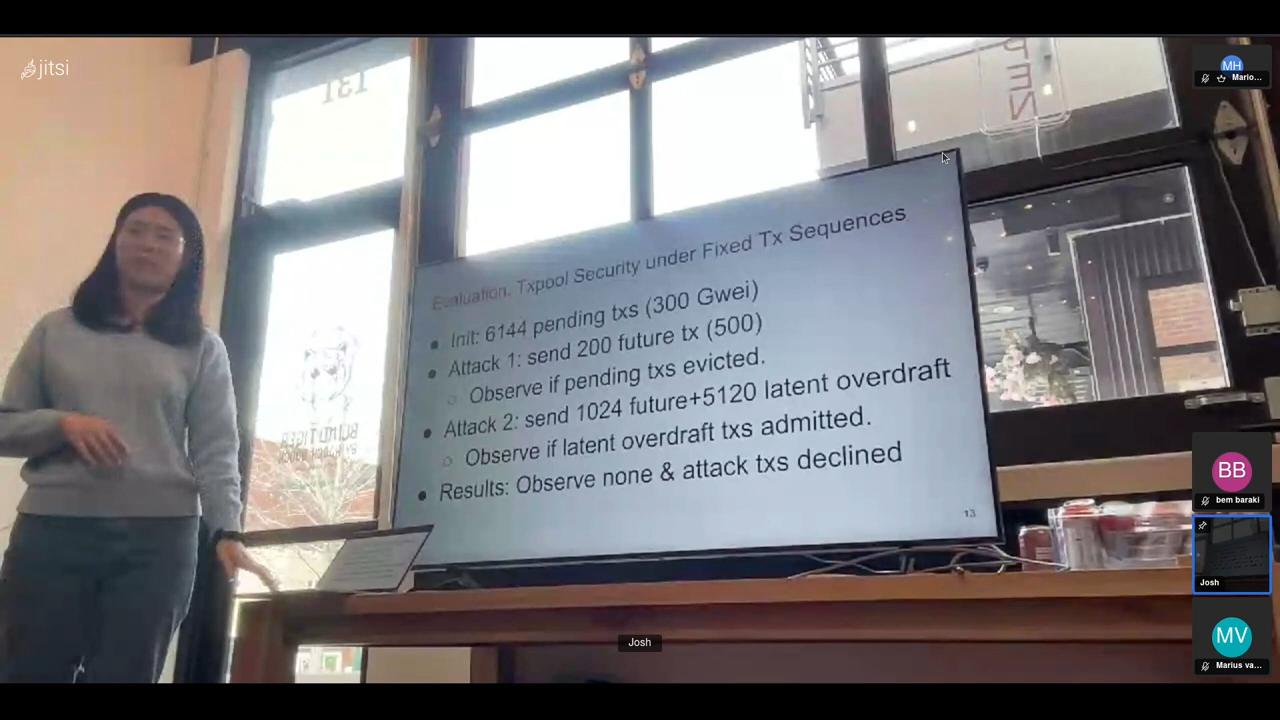 jitsi
131
MH
Mario...
Evaluation. Txpool Security under Fixed Tx Sequences
• Init: 6144 pending txs (300 Gwei)
• Attack 1: send 200 future tx (500)
○ Observe if pending txs evicted.
• Attack 2: send 1024 future+5120 latent overdraft
○ Observe if latent overdraft txs admitted.
• Results: Observe none & attack txs declined
13
BLIND TIGER
BB
bem baraki
Josh
Josh
MV
Marius va...